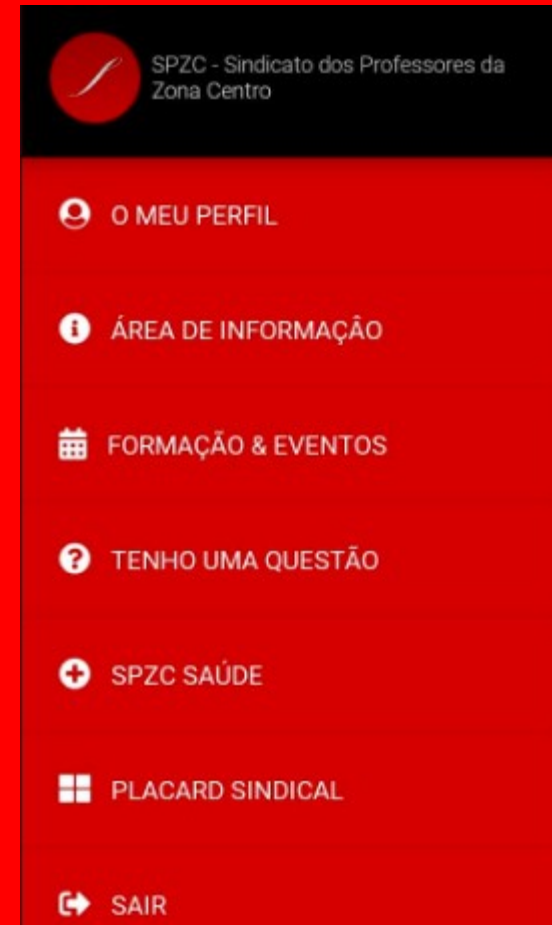 SPZC - Sindicato dos Professores da
Zona Centro
O MEU PERFIL
ÁREA DE INFORMAÇÂO
FORMAÇÃO & EVENTOS
TENHO UMA QUESTÃO
SPZC SAÚDE
PLACARD SINDICAL
SAIR